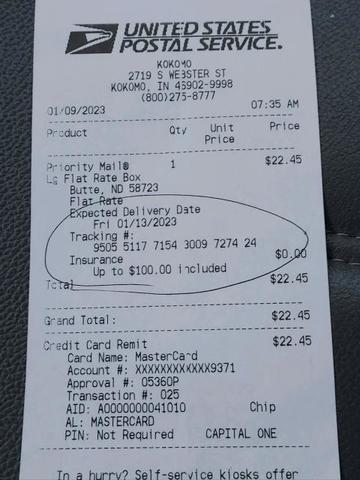 UNITED STATES
POSTAL SERVICE.
KOKOMO
2719 S WEBSTER ST
KOKOMO, IN 46902-9998
(800)275-8777
01/09/2023 07:35 AM
Product Qty Unit Price
Price
Priority Mail® 1 $22.45
Lg Flat Rate Box
Butte, ND 58723
Flat Rate
Expected Delivery Date
Fri 01/13/2023
Tracking #:
9505 5117 7154 3009 7274 24
Insurance $0.00
Up to $100.00 included
Total $22.45
Grand Total: $22.45
Credit Card Remit $22.45
Card Name: MasterCard
Account #: XXXXXXXXXXXX9371
Approval #: 05360P
Transaction #: 025
AID: A0000000041010 Chip
AL: MASTERCARD
PIN: Not Required CAPITAL ONE
In a hurry? Self-service kiosks offer